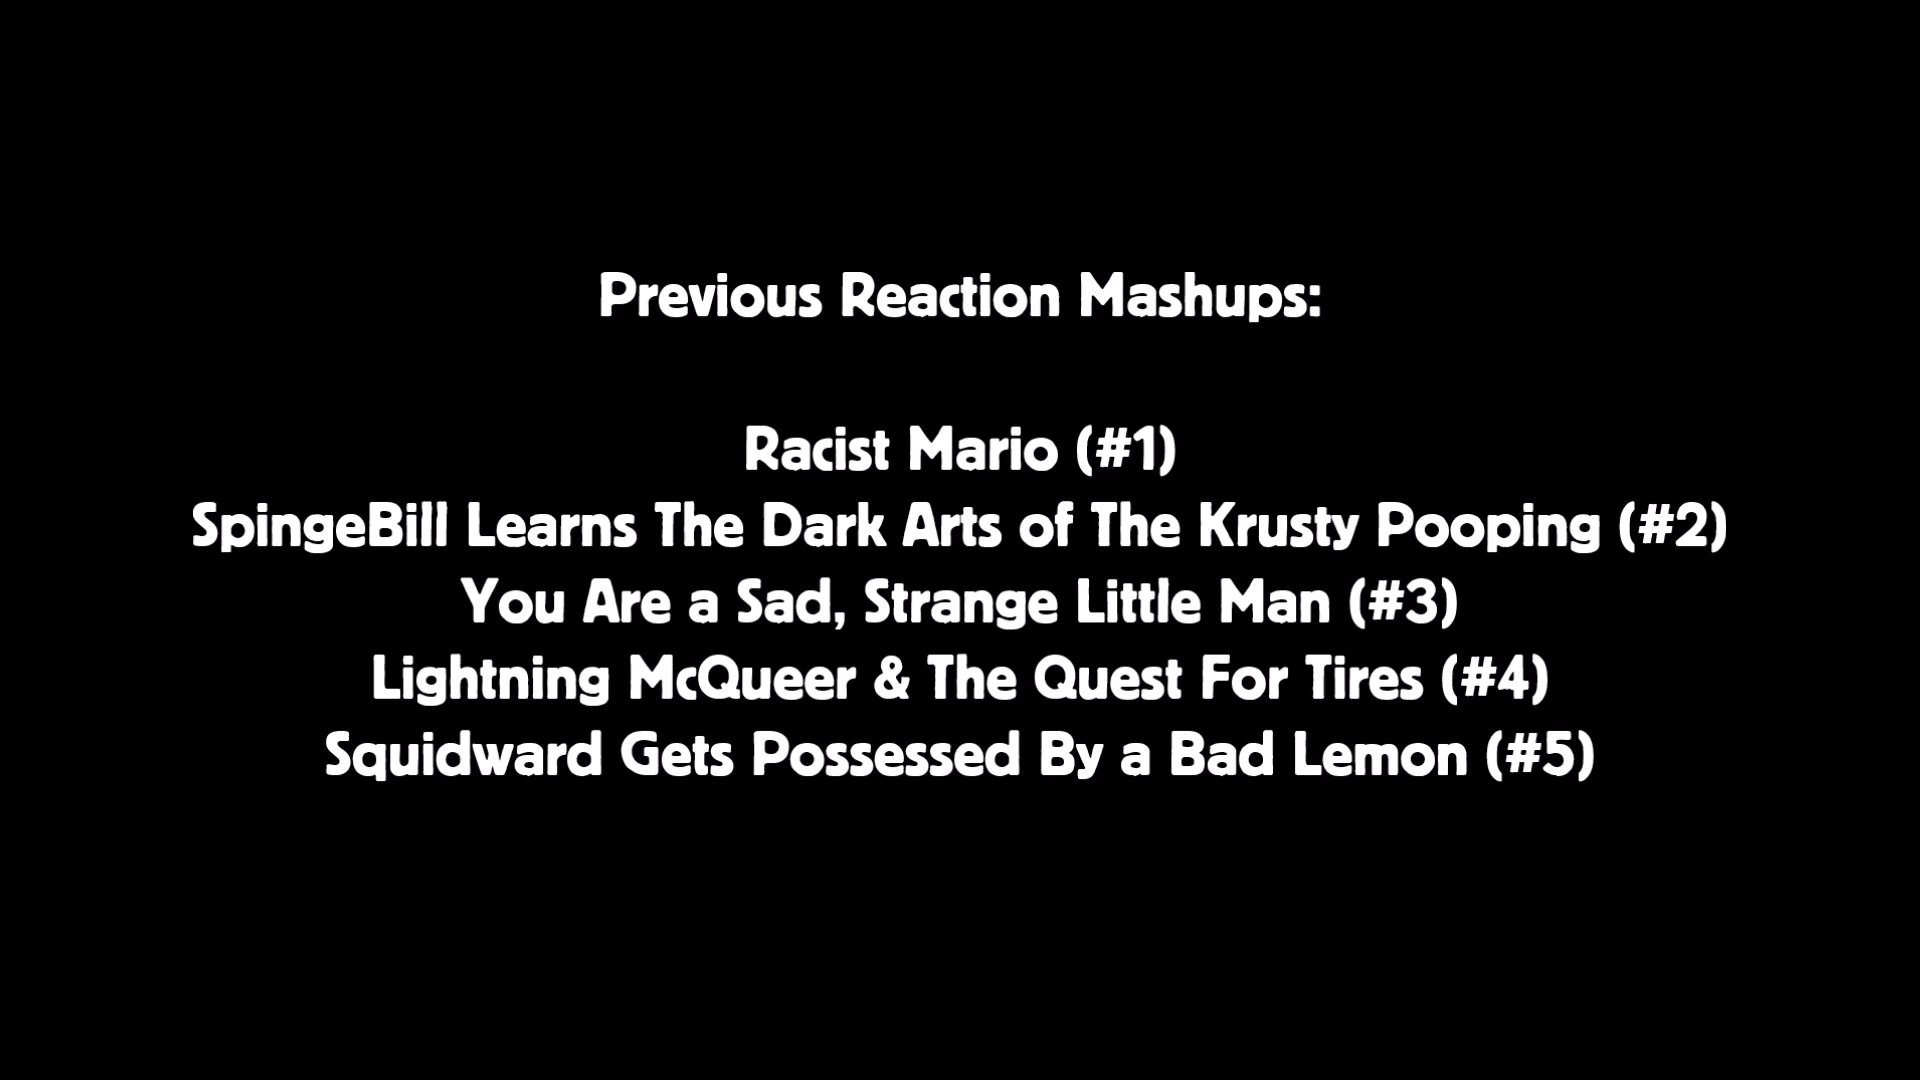 Previous Reaction Mashups:
Racist Mario (#1)
SpingeBill Learns The Dark Arts of The Krusty Pooping (#2)
You Are a Sad, Strange Little Man (#3)
Lightning McQueer & The Quest For Tires (#4)
Squidward Gets Possessed By a Bad Lemon (#5)